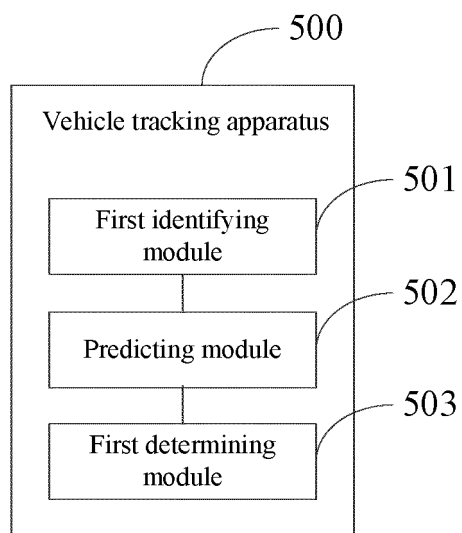 500
Vehicle tracking apparatus
501
First identifying
module
502
Predicting module
503
First determining
module